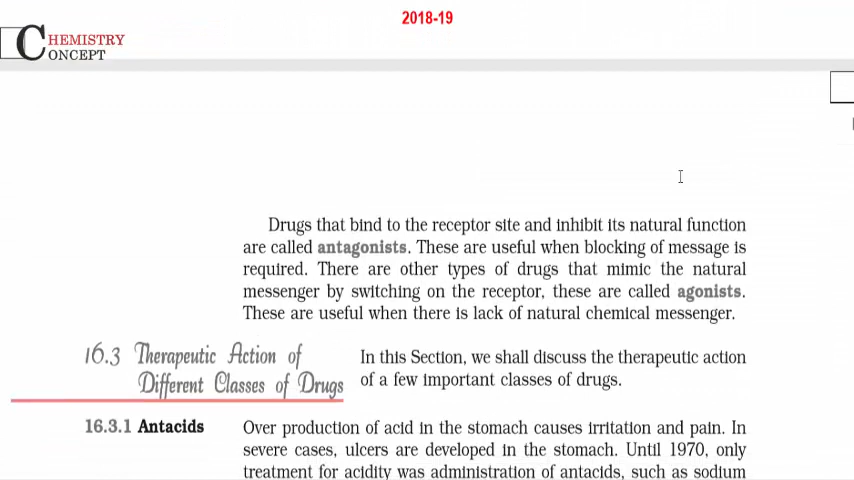 2018-19
CHEMISTRY
CONCEPT
Drugs that bind to the receptor site and inhibit its natural function
are called antagonists. These are useful when blocking of message is
required. There are other types of drugs that mimic the natural
messenger by switching on the receptor, these are called agonists.
These are useful when there is lack of natural chemical messenger.
16.3 Therapeutic Action of
Different Classes of Drugs
In this Section, we shall discuss the therapeutic action
of a few important classes of drugs.
16.3.1 Antacids
Over production of acid in the stomach causes irritation and pain. In
severe cases, ulcers are developed in the stomach. Until 1970, only
treatment for acidity was administration of antacids, such as sodium